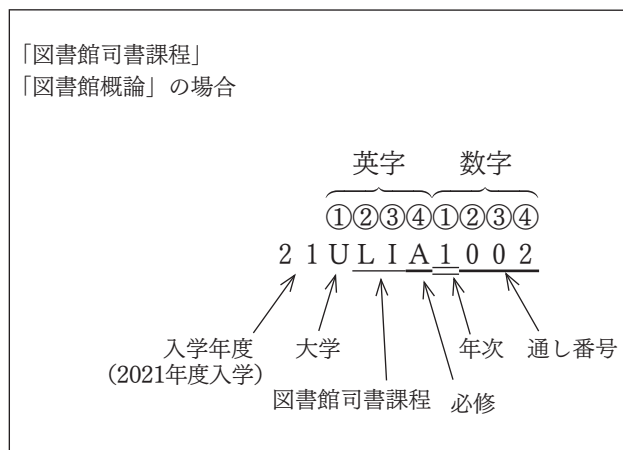 「図書館司書課程」
「図書館概論」の場合
英字 数字
①②③④①②③④
21ULIA1002
入学年度 大学 年次 通し番号
(2021年度入学)
図書館司書課程 必修